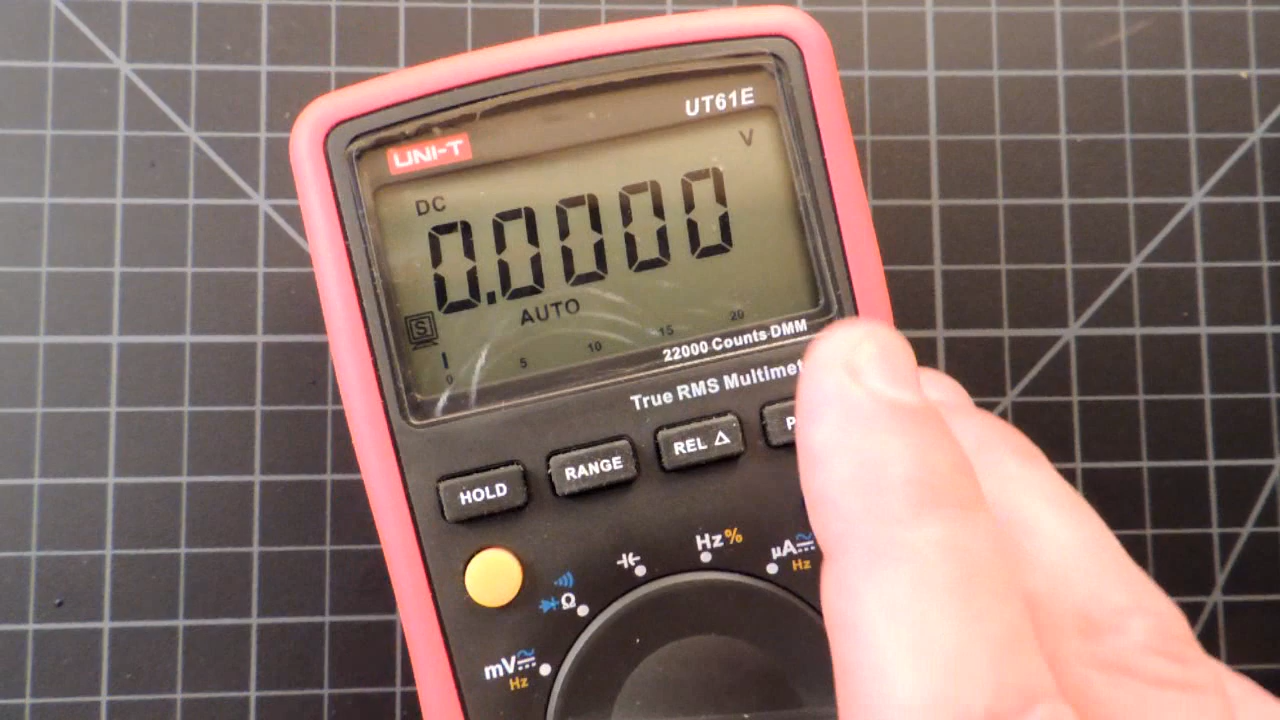 UT61E
UNI-T
V
DC
0.0000
AUTO
S
0 5 10 15 20
22000 Counts DMM
True RMS
HOLD
RANGE
REL Δ
Hz%
μA Hz
Ω
mV Hz